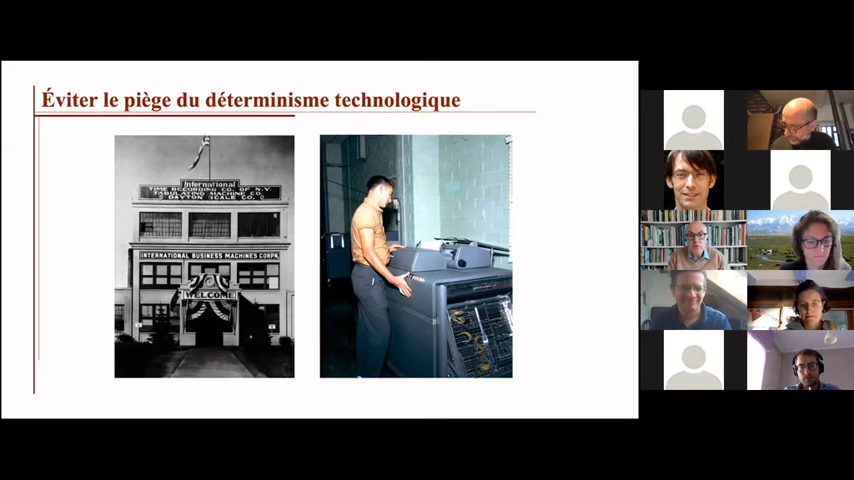 Éviter le piège du déterminisme technologique
International
TIME RECORDING CO. OF N.Y.
TABULATING MACHINE CO.
DAYTON SCALE CO.
INTERNATIONAL BUSINESS MACHINES CORP'N.
WELCOME